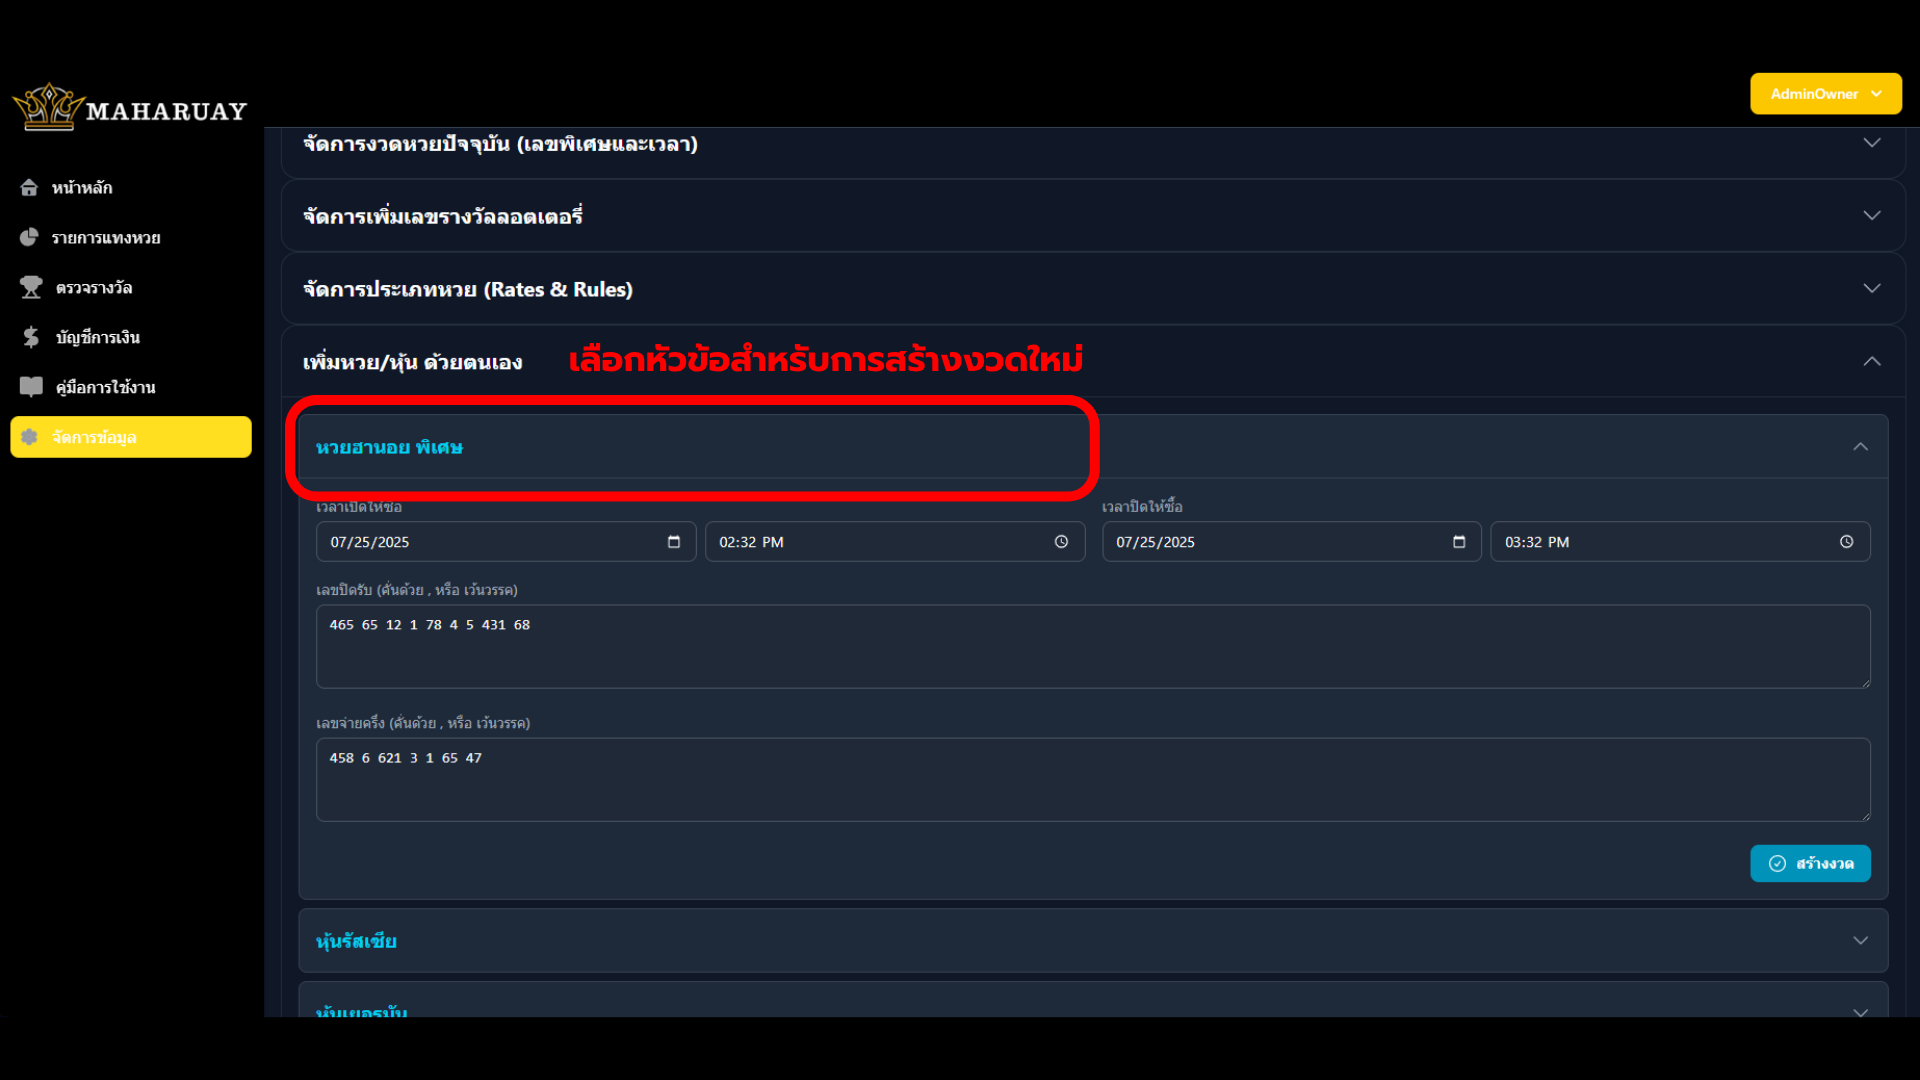 MAHARUAY
AdminOwner
จัดการงวดหวยปัจจุบัน (เลขพิเศษและเวลา)
หน้าหลัก
จัดการเพิ่มเลขรางวัลลอตเตอรี่
รายการแทงหวย
ตรวจรางวัล
จัดการประเภทหวย (Rates & Rules)
บัญชีการเงิน
เพิ่มหวย/หุ้น ด้วยตนเอง เลือกหัวข้อสำหรับการสร้างงวดใหม่
คู่มือการใช้งาน
จัดการข้อมูล
หวยฮานอย พิเศษ
เวลาเปิดให้ซื้อ เวลาปิดให้ซื้อ
07/25/2025 02:32 PM 07/25/2025 03:32 PM
เลขปิดรับ (คั่นด้วย , หรือ เว้นวรรค)
465 65 12 1 78 4 5 431 68
เลขจ่ายครึ่ง (คั่นด้วย , หรือ เว้นวรรค)
458 6 621 3 1 65 47
สร้างงวด
หุ้นรัสเซีย
หุ้นเยอรมัน